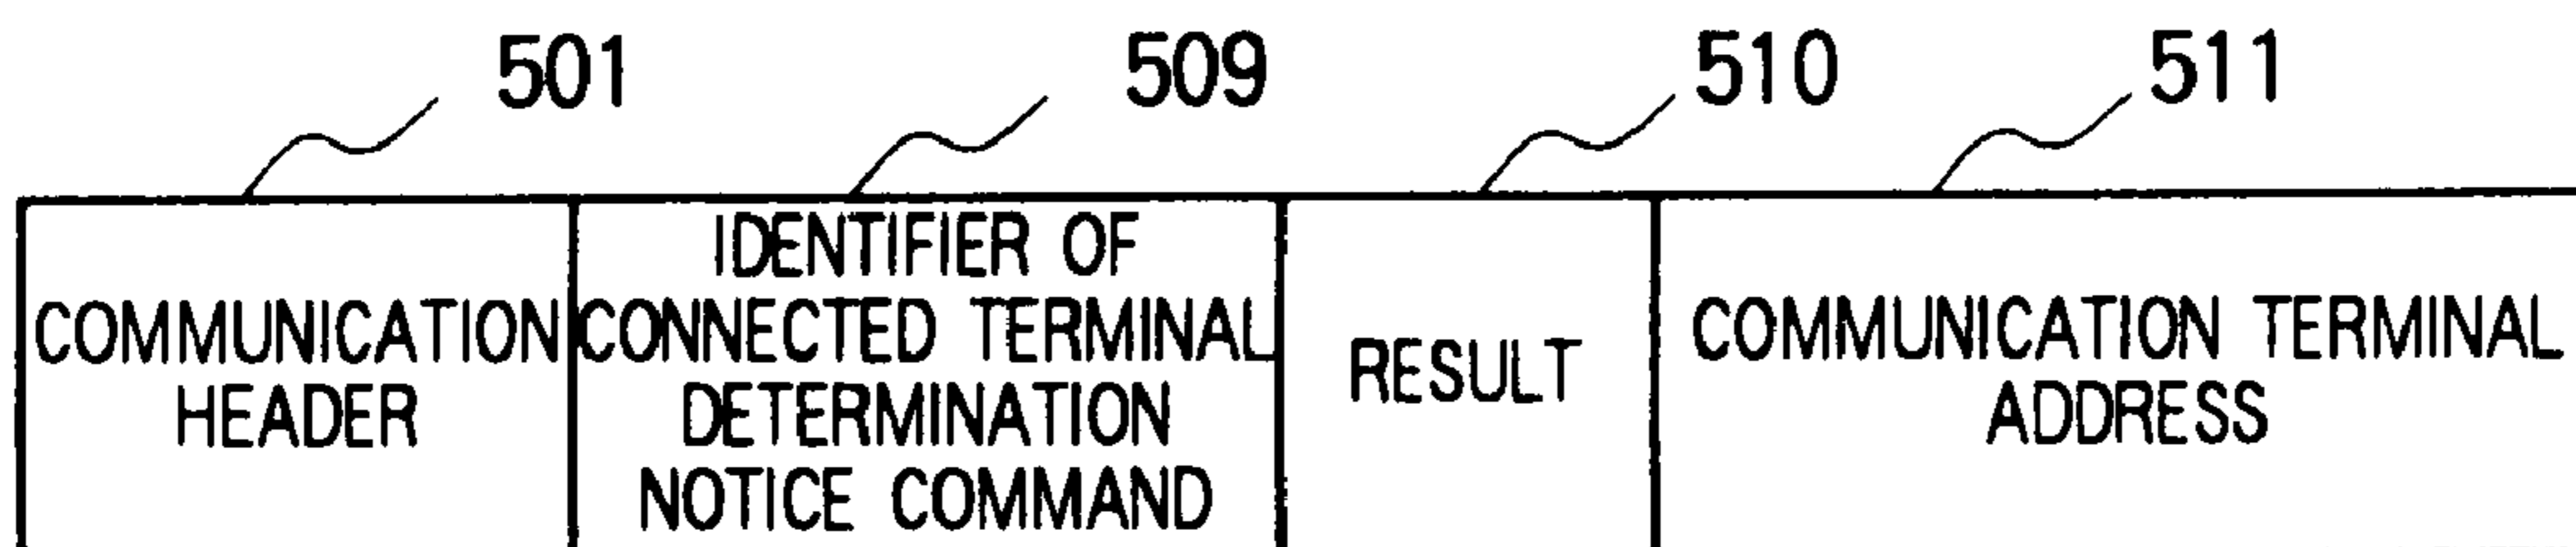 501 509 510 511
COMMUNICATION
HEADER
IDENTIFIER OF
CONNECTED TERMINAL
DETERMINATION
NOTICE COMMAND
RESULT
COMMUNICATION TERMINAL
ADDRESS